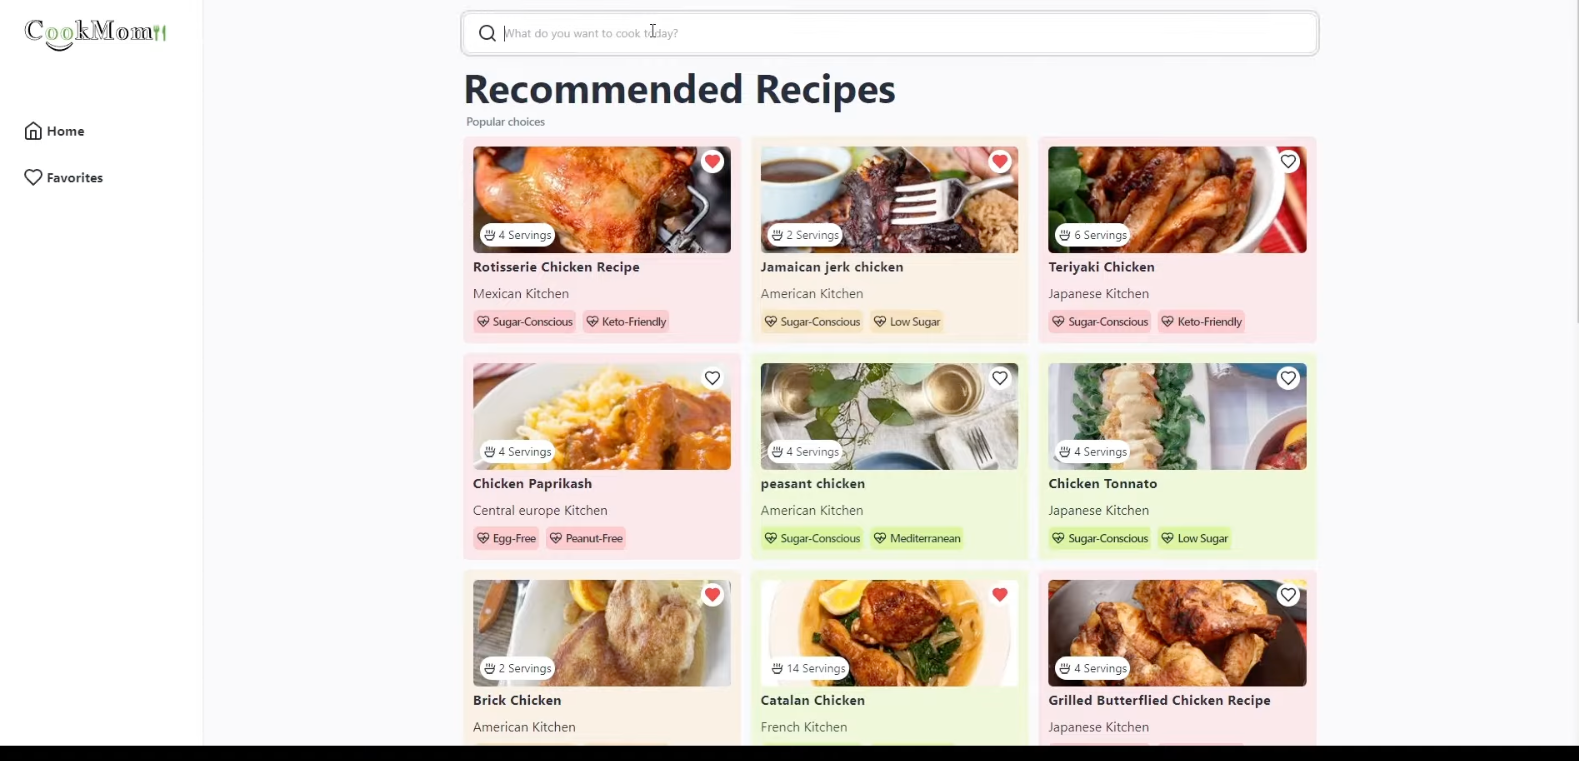 CookMom
What do you want to cook today?
Home
Favorites
Recommended Recipes
Popular choices
4 Servings
Rotisserie Chicken Recipe
Mexican Kitchen
Sugar-Conscious
Keto-Friendly
2 Servings
Jamaican jerk chicken
American Kitchen
Sugar-Conscious
Low Sugar
6 Servings
Teriyaki Chicken
Japanese Kitchen
Sugar-Conscious
Keto-Friendly
4 Servings
Chicken Paprikash
Central europe Kitchen
Egg-Free
Peanut-Free
4 Servings
peasant chicken
American Kitchen
Sugar-Conscious
Mediterranean
4 Servings
Chicken Tonnato
Japanese Kitchen
Sugar-Conscious
Low Sugar
2 Servings
Brick Chicken
American Kitchen
14 Servings
Catalan Chicken
French Kitchen
4 Servings
Grilled Butterflied Chicken Recipe
Japanese Kitchen